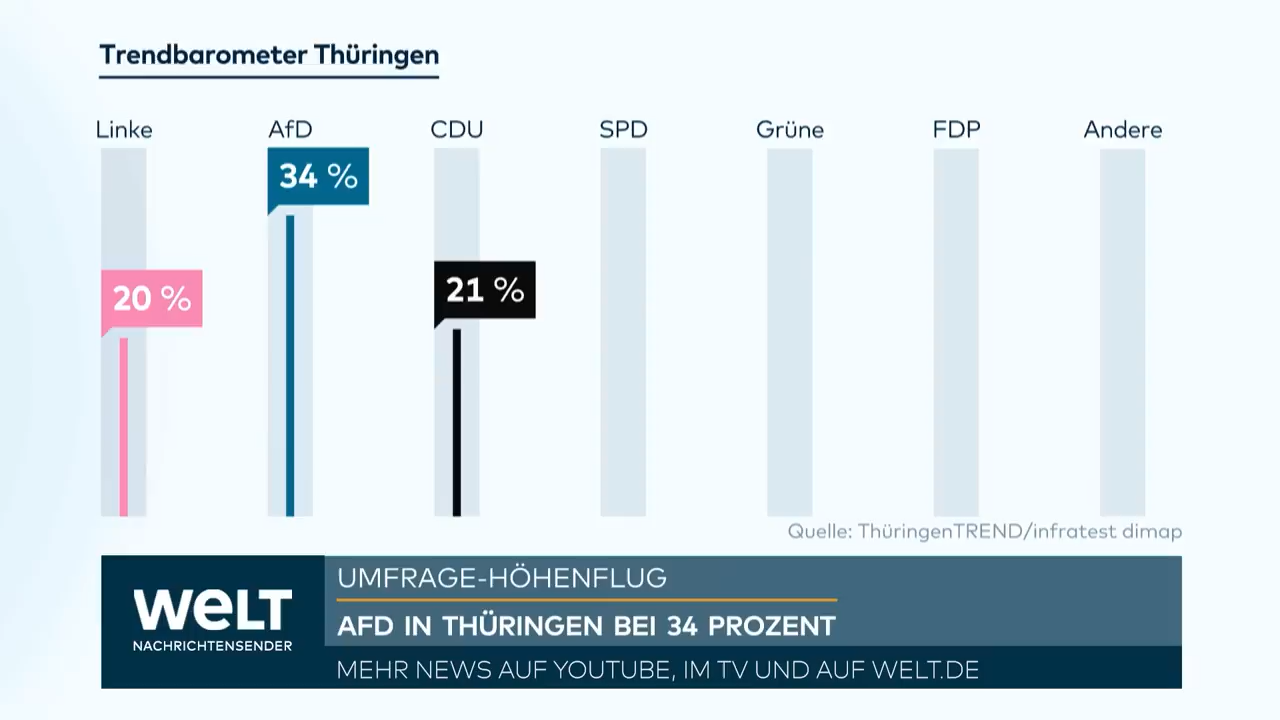 Trendbarometer Thüringen
Linke AfD CDU SPD Grüne FDP Andere
34 %
21 %
20 %
Quelle: ThüringenTREND/infratest dimap
UMFRAGE-HÖHENFLUG
AFD IN THÜRINGEN BEI 34 PROZENT
MEHR NEWS AUF YOUTUBE, IM TV UND AUF WELT.DE
WELT
NACHRICHTENSENDER